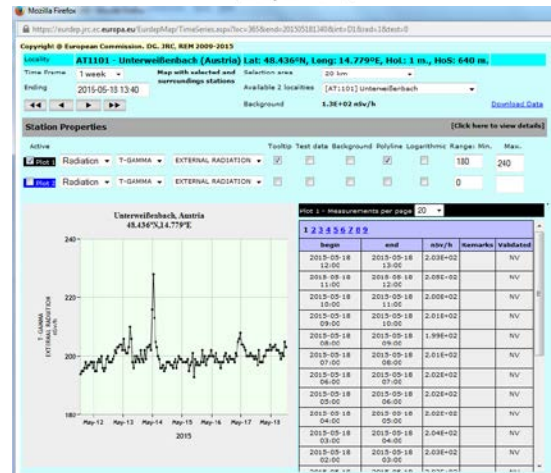 Mozilla Firefox
https://eurdep.jrc.ec.europa.eu/EurdepMap/TimeSeries.aspx?
Copyright © European Commission. DG. JRC, REM 2009-2015
Locality AT1101 - Unterweißenbach (Austria) Lat: 48.436ºN, Long: 14.779ºE, HoL: 1 m., HoS: 640 m,
Time Frame 1 week Map with selected and surroundings stations Selection area 20 km
Ending 2015-05-18 13:40 Available 2 localities [AT1101] Unterweißenbach
Background 1.3E+02 nSv/h Download Data
Station Properties [Click here to view details]
Active Tooltip Test data Background Polyline Logarithmic Range: Min. Max.
Plot 1 Radiation T-GAMMA EXTERNAL RADIATION 180 240
Plot 2 Radiation T-GAMMA EXTERNAL RADIATION 0
Unterweißenbach, Austria
48.436ºN,14.779ºE
240
220
200
180
T-GAMMA
EXTERNAL RADIATION
nSv/h
May-12 May-13 May-14 May-15 May-16 May-17 May-18
2015
Plot 1 - Measurements per page 20
1 2 3 4 5 6 7 8 9
begin end nSv/h Remarks Validated
2015-05-18 12:00 2015-05-18 13:00 2.03E+02 NV
2015-05-18 11:00 2015-05-18 12:00 NV
2015-05-18 10:00 2015-05-18 11:00 2.00E+02 NV
2015-05-18 09:00 2015-05-18 10:00 2.01E+02 NV
2015-05-18 08:00 2015-05-18 09:00 1.99E+02 NV
2015-05-18 07:00 2015-05-18 08:00 2.01E+02 NV
2015-05-18 06:00 2015-05-18 07:00 2.02E+02 NV
2015-05-18 05:00 2015-05-18 06:00 2.02E+02 NV
2015-05-18 04:00 2015-05-18 05:00 2.02E+02 NV
2015-05-18 03:00 2015-05-18 04:00 2.04E+02 NV
2015-05-18 02:00 2015-05-18 03:00 2.03E+02 NV